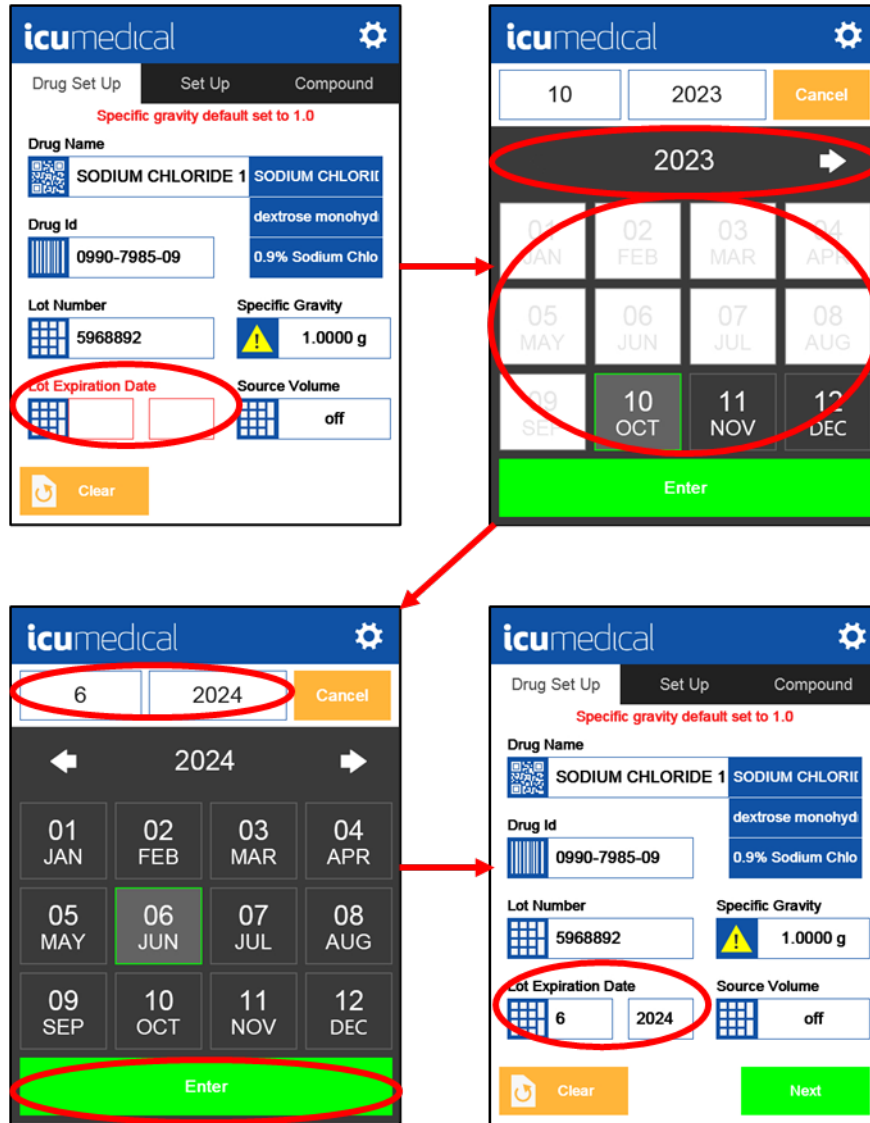 icumedical
Drug Set Up Set Up Compound
Specific gravity default set to 1.0
Drug Name
SODIUM CHLORIDE 1 SODIUM CHLORI
dextrose monohyd
Drug Id
0990-7985-09 0.9% Sodium Chlo
Lot Number Specific Gravity
5968892 1.0000 g
Lot Expiration Date Source Volume
off
Clear
icumedical
10 2023 Cancel
2023
01 02 03 04
JAN FEB MAR APR
05 06 07 08
MAY JUN JUL AUG
09 10 11 12
SEP OCT NOV DEC
Enter
icumedical
6 2024 Cancel
2024
01 02 03 04
JAN FEB MAR APR
05 06 07 08
MAY JUN JUL AUG
09 10 11 12
SEP OCT NOV DEC
Enter
icumedical
Drug Set Up Set Up Compound
Specific gravity default set to 1.0
Drug Name
SODIUM CHLORIDE 1 SODIUM CHLORI
dextrose monohyd
Drug Id
0990-7985-09 0.9% Sodium Chlo
Lot Number Specific Gravity
5968892 1.0000 g
Lot Expiration Date Source Volume
6 2024 off
Clear Next